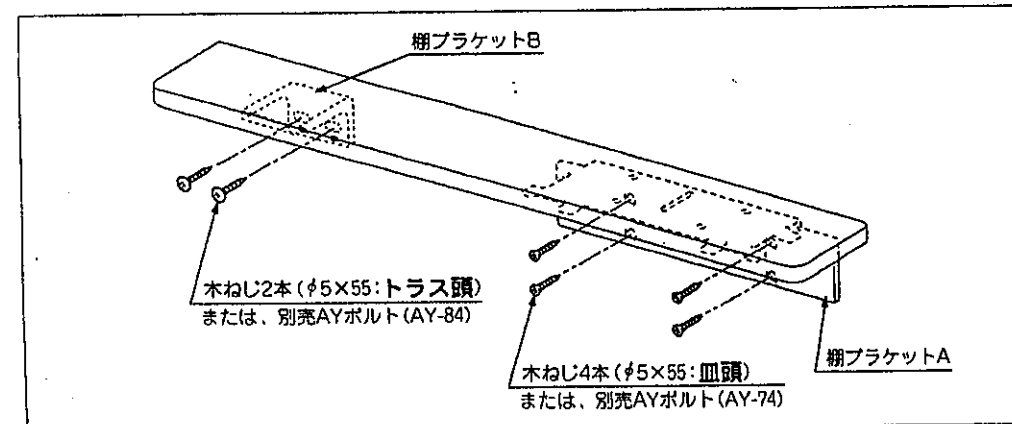 棚ブラケットB
木ねじ2本(φ5×55:トラス頭)
または、別売AYボルト(AY-84)
木ねじ4本(φ5×55:皿頭)
または、別売AYボルト(AY-74)
棚ブラケットA